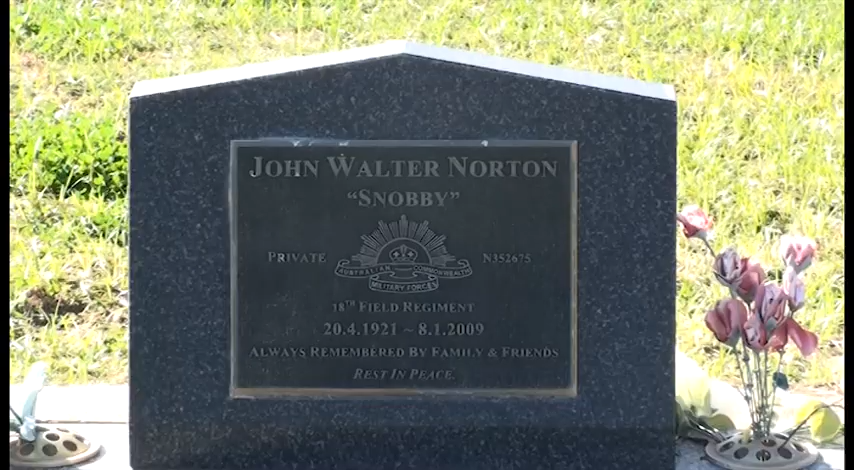 JOHN WALTER NORTON
“SNOBBY”
PRIVATE
N352675
AUSTRALIAN COMMONWEALTH
MILITARY FORCES
18TH FIELD REGIMENT
20.4.1921 ~ 8.1.2009
ALWAYS REMEMBERED BY FAMILY & FRIENDS
REST IN PEACE.